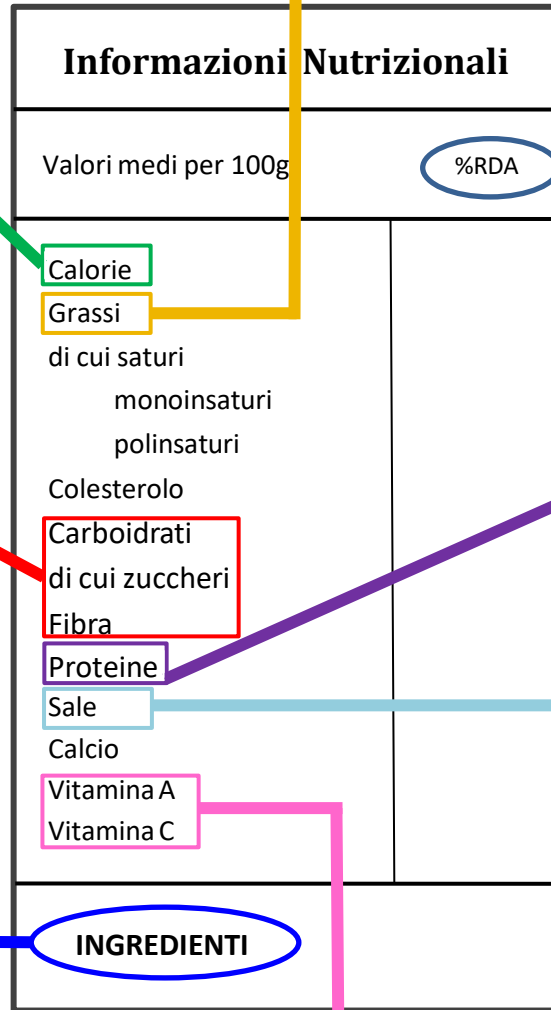 Informazioni Nutrizionali
Valori medi per 100g %RDA
Calorie
Grassi
di cui saturi
monoinsaturi
polinsaturi
Colesterolo
Carboidrati
di cui zuccheri
Fibra
Proteine
Sale
Calcio
Vitamina A
Vitamina C
INGREDIENTI